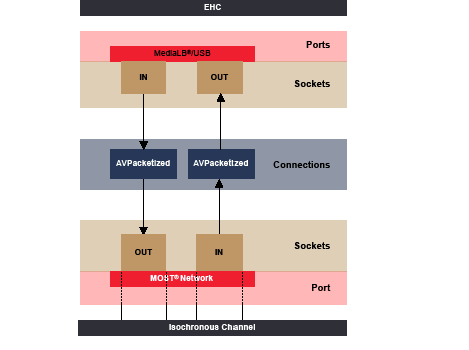 EHC
Ports
MediaLB®/USB
IN
OUT
Sockets
AVPacketized
AVPacketized
Connections
Sockets
OUT
IN
MOST® Network
Port
Isochronous Channel